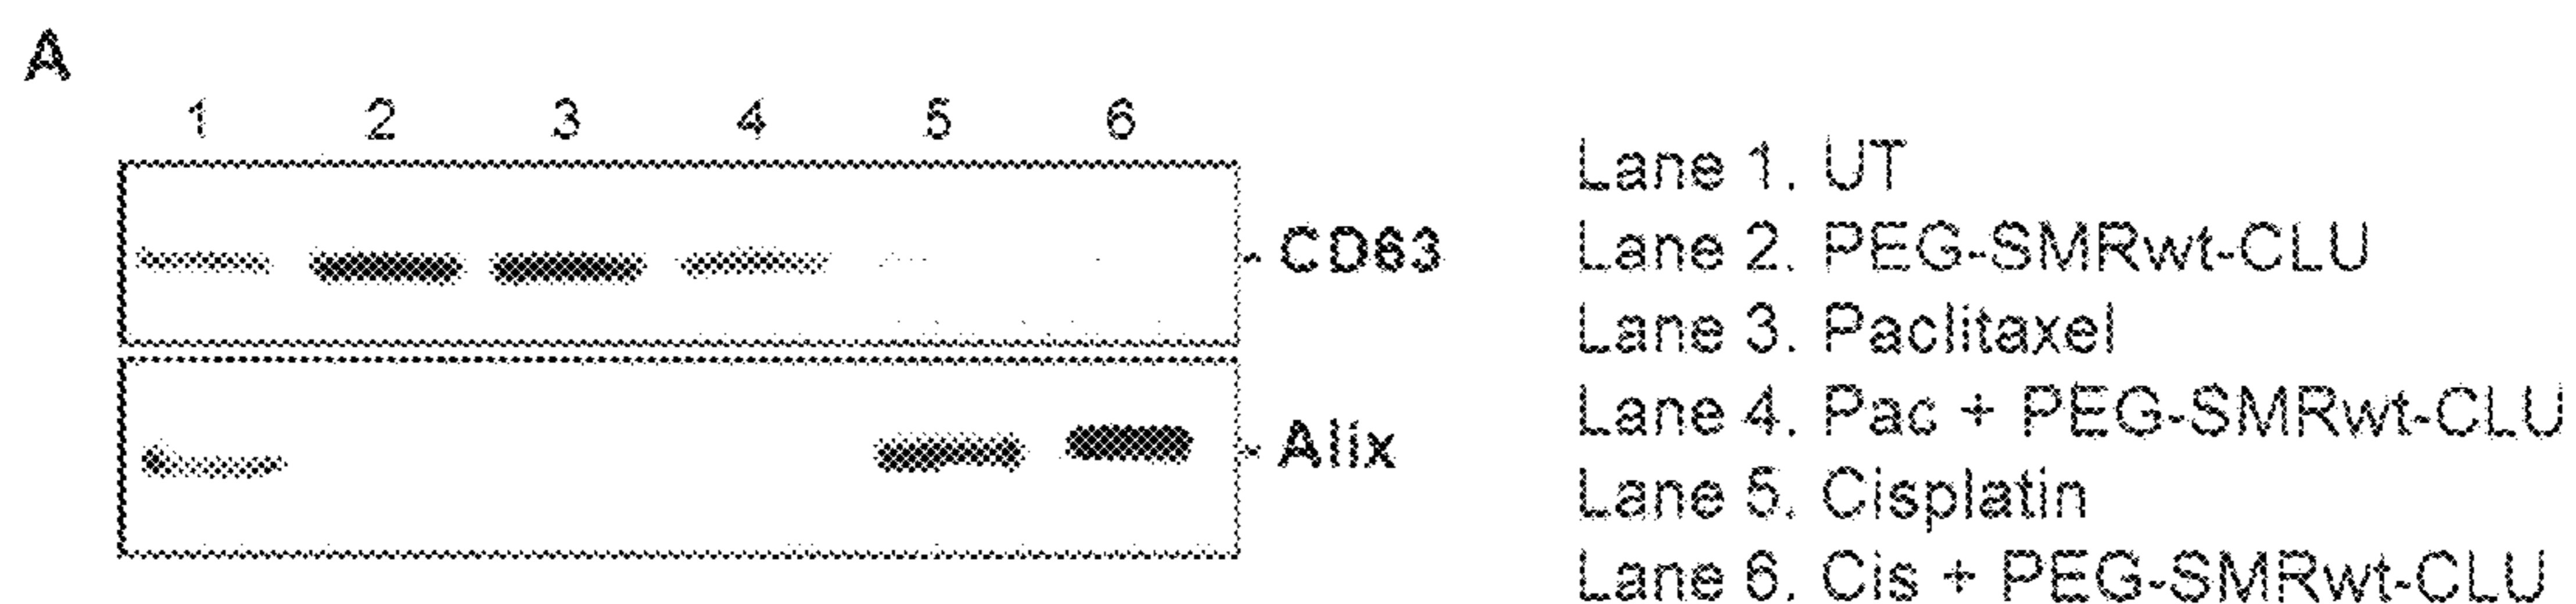 A
1 2 3 4 5 6
CD63
Alix
Lane 1. UT
Lane 2. PEG-SMRwt-CLU
Lane 3. Paclitaxel
Lane 4. Pac + PEG-SMRwt-CLU
Lane 5. Cisplatin
Lane 6. Cis + PEG-SMRwt-CLU